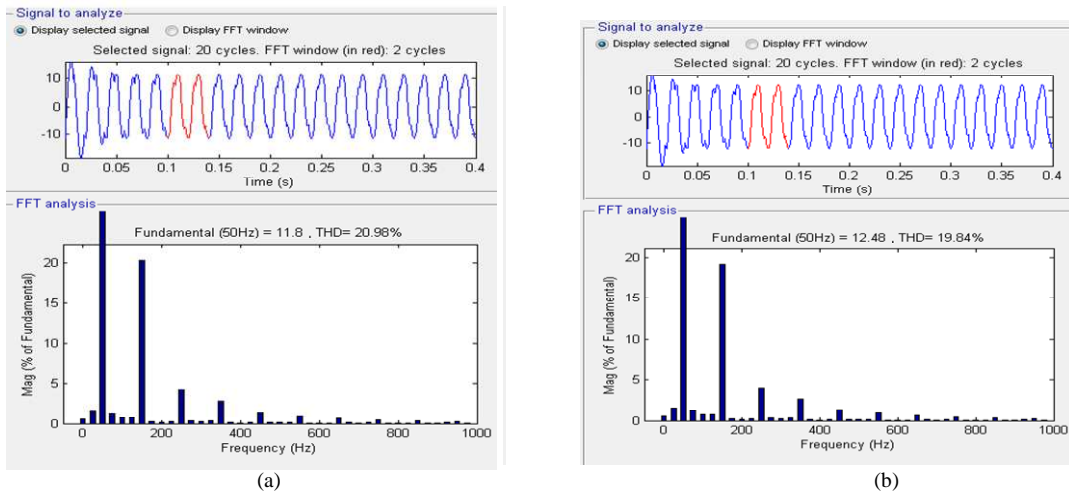 Signal to analyze
Display selected signal Display FFT window
Selected signal: 20 cycles. FFT window (in red): 2 cycles
10
0
-10
0 0.05 0.1 0.15 0.2 0.25 0.3 0.35 0.4
Time (s)
FFT analysis
Fundamental (50Hz) = 11.8 , THD= 20.98%
20
15
10
5
0
Mag (% of Fundamental)
0 200 400 600 800 1000
Frequency (Hz)
(a)
Signal to analyze
Display selected signal Display FFT window
Selected signal: 20 cycles. FFT window (in red): 2 cycles
10
0
-10
0 0.05 0.1 0.15 0.2 0.25 0.3 0.35 0.4
Time (s)
FFT analysis
Fundamental (50Hz) = 12.48 , THD= 19.84%
20
15
10
5
0
Mag (% of Fundamental)
0 200 400 600 800 1000
Frequency (Hz)
(b)